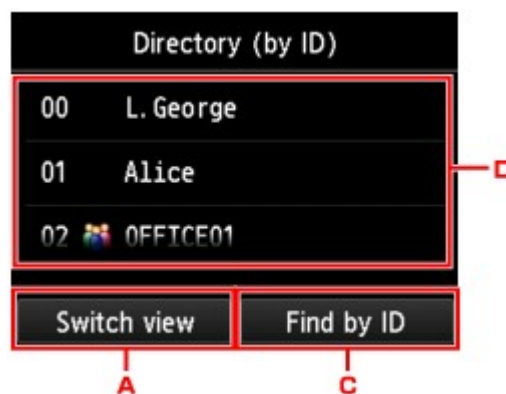 Directory (by ID)
00 L.George
01 Alice
02 OFFICE01
Switch view Find by ID
A C